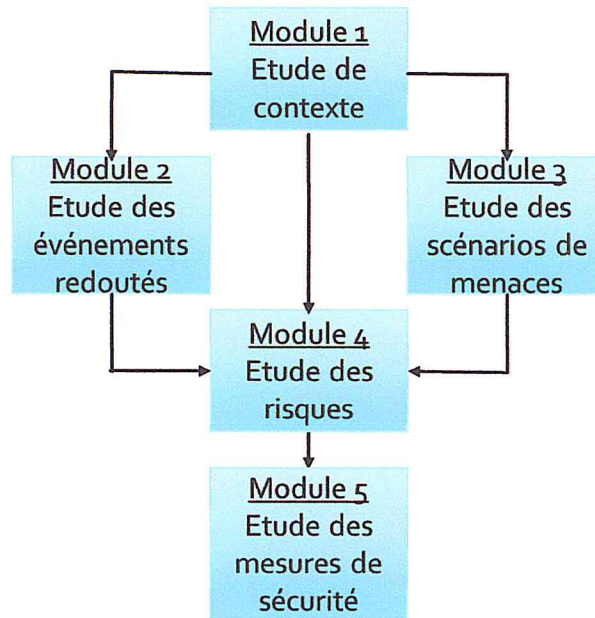 Module 1
Etude de
contexte
Module 2
Etude des
événements
redoutés
Module 3
Etude des
scénarios de
menaces
Module 4
Etude des
risques
Module 5
Etude des
mesures de
sécurité